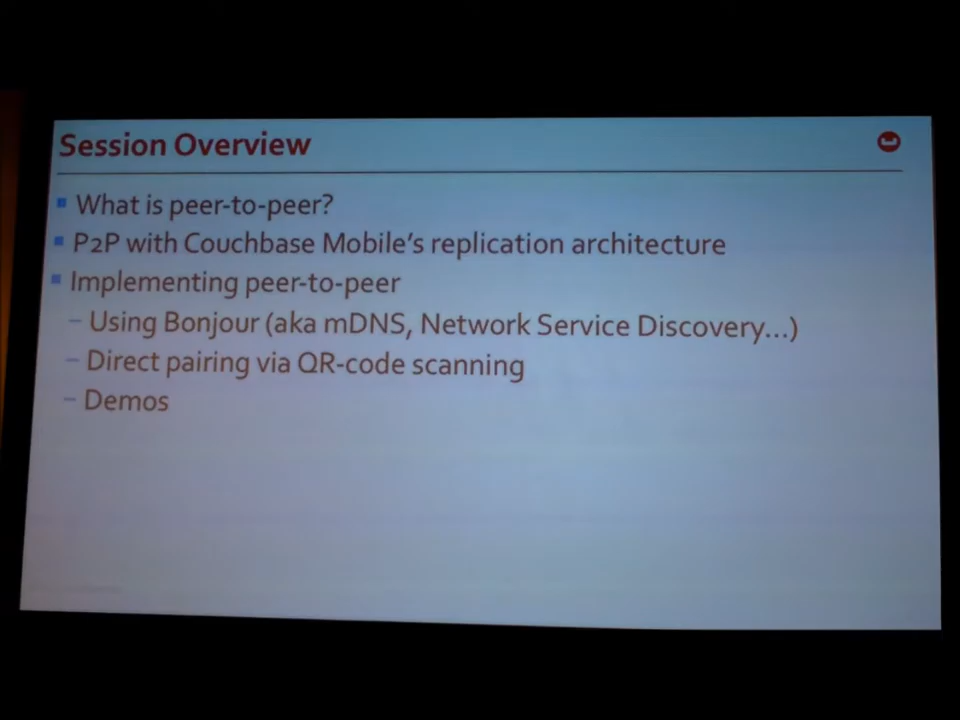 Session Overview
What is peer-to-peer?
P2P with Couchbase Mobile's replication architecture
Implementing peer-to-peer
– Using Bonjour (aka mDNS, Network Service Discovery...)
– Direct pairing via QR-code scanning
– Demos